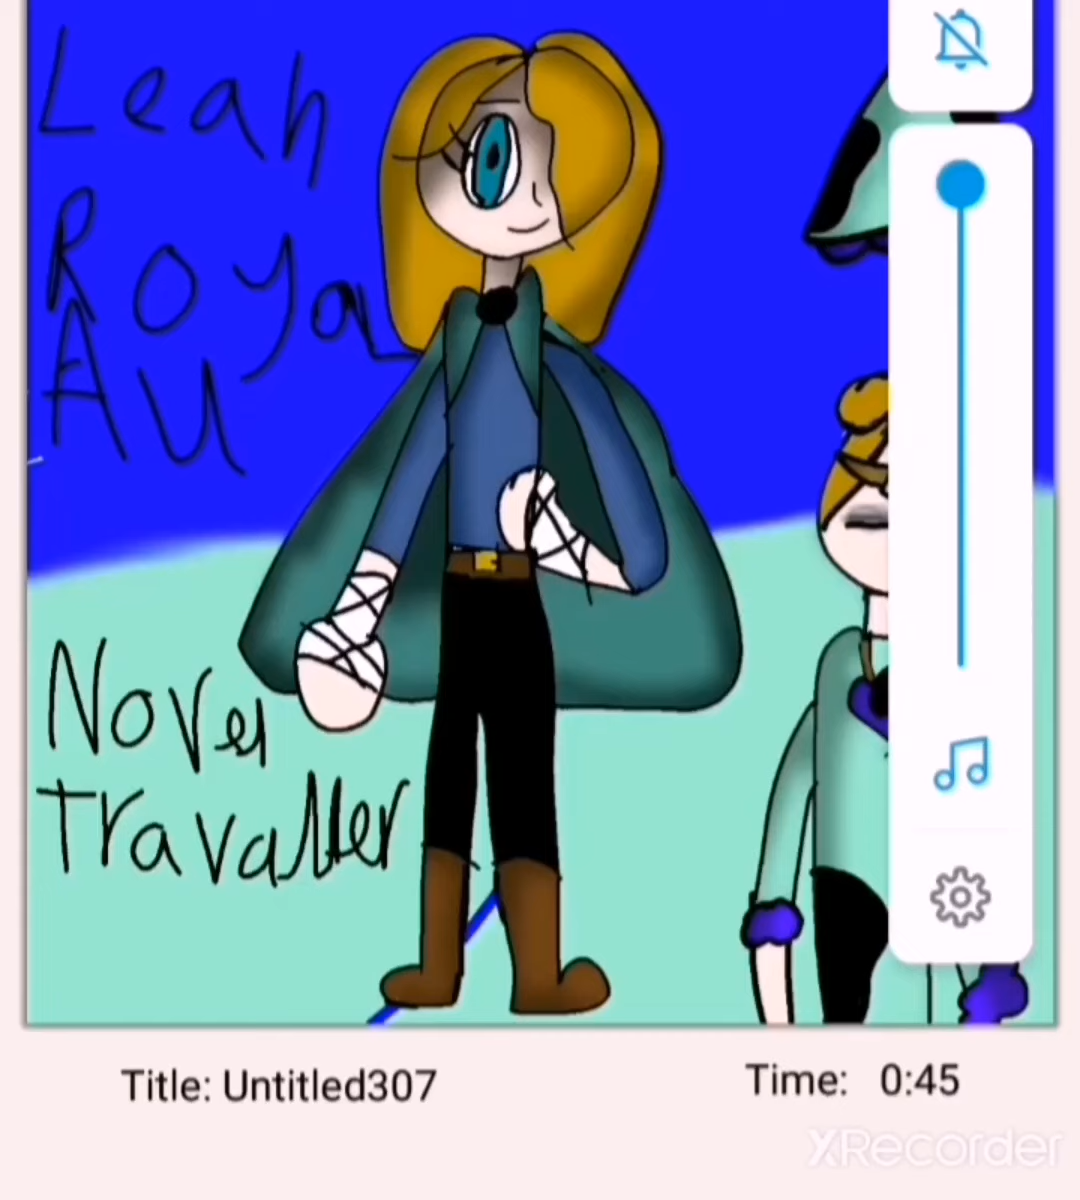 Leah
Royal
AU
Novel
Travaller
Title: Untitled307
Time: 0:45
XRecorder